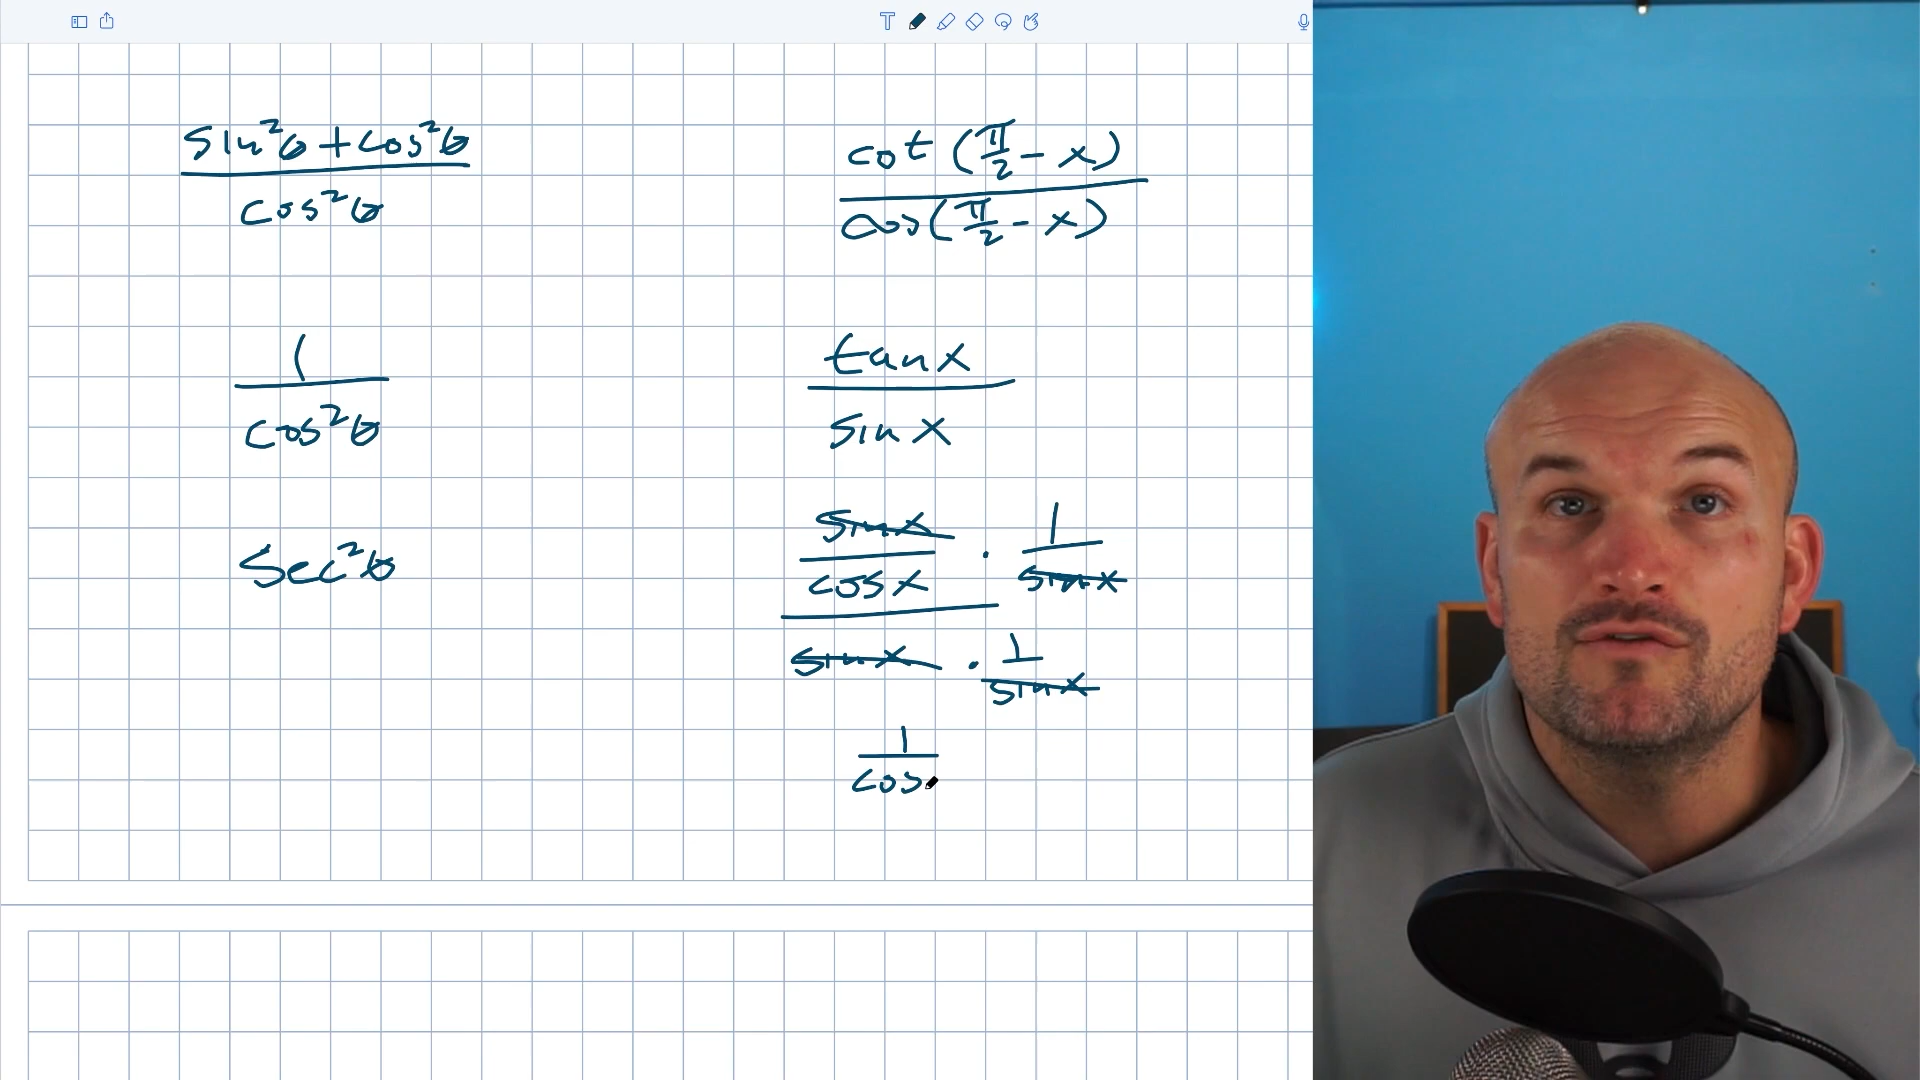 sin²θ + cos²θ
cos²θ
1
cos²θ
sec²θ
cot (π/2 - x)
cos (π/2 - x)
tan x
sin x
sin x · 1
cos x sin x
sin x · 1
sin x
1
cos